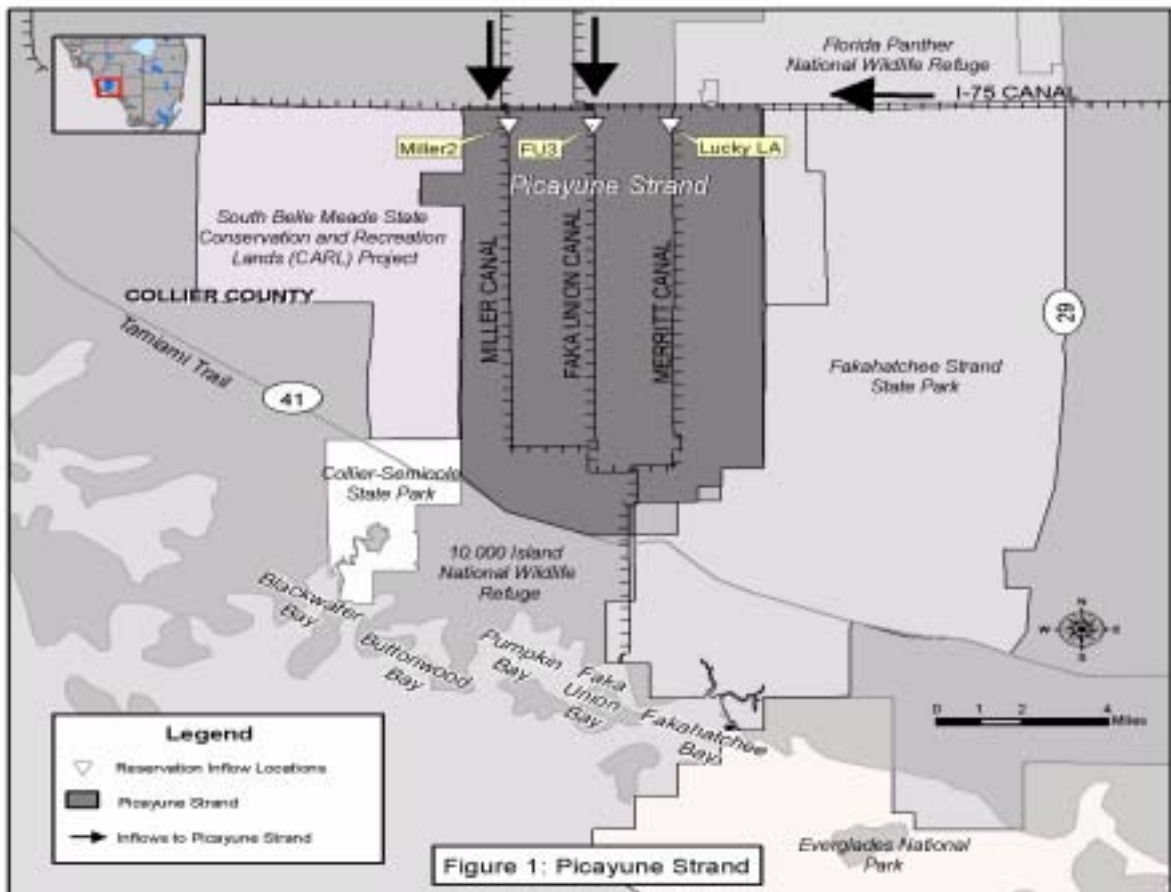 Florida Panther
National Wildlife Refuge
I-75 CANAL
Miller2
FU3
Lucky LA
Picayune Strand
South Belle Meade State
Conservation and Recreation
Lands (CARL) Project
COLLIER COUNTY
MILLER CANAL
FAKA UNION CANAL
MERRITT CANAL
29
Tamiami Trail
Fakahatchee Strand
State Park
41
Collier-Seminole
State Park
10,000 Island
National Wildlife
Refuge
Blackwater
Bay
Buttonwood
Bay
Pumpkin
Bay
Faka
Union
Bay
Fakahatchee
Bay
N
W E
S
0 1 2 4
Miles
Legend
Reservation Inflow Locations
Picayune Strand
Inflows to Picayune Strand
Everglades National
Park
Figure 1: Picayune Strand